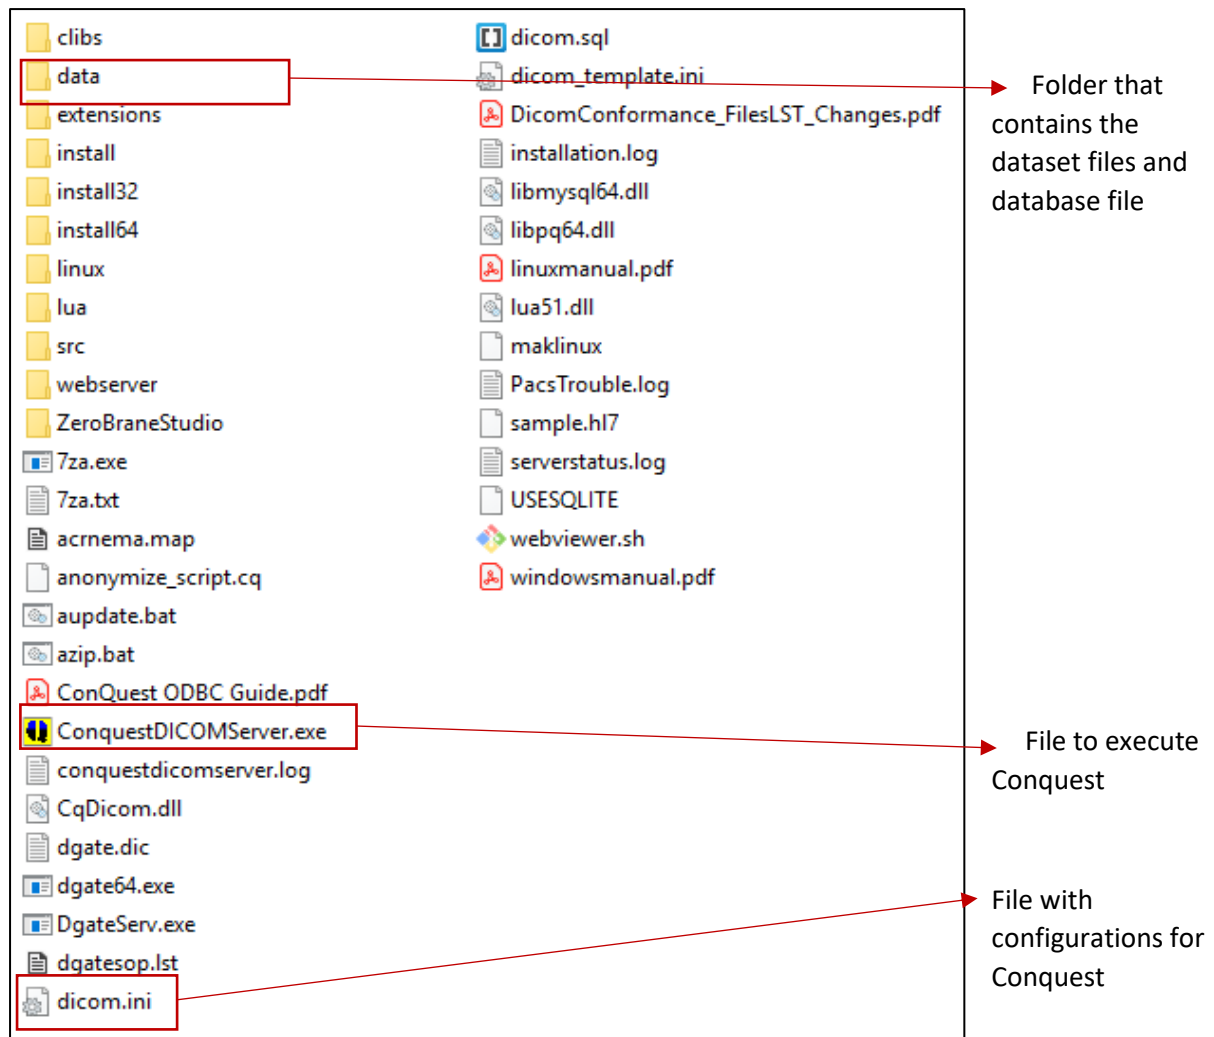 clibs
data
extensions
install
install32
install64
linux
lua
src
webserver
ZeroBraneStudio
7za.exe
7za.txt
acrnema.map
anonymize_script.cq
aupdate.bat
azip.bat
ConQuest ODBC Guide.pdf
ConquestDICOMServer.exe
conquestdicomserver.log
CqDicom.dll
dgate.dic
dgate64.exe
DgateServ.exe
dgatesop.lst
dicom.ini
dicom.sql
dicom_template.ini
DicomConformance_FilesLST_Changes.pdf
installation.log
libmysql64.dll
libpq64.dll
linuxmanual.pdf
lua51.dll
maklinux
PacsTrouble.log
sample.hl7
serverstatus.log
USESQLITE
webviewer.sh
windowsmanual.pdf
Folder that
contains the
dataset files and
database file
File to execute
Conquest
File with
configurations for
Conquest